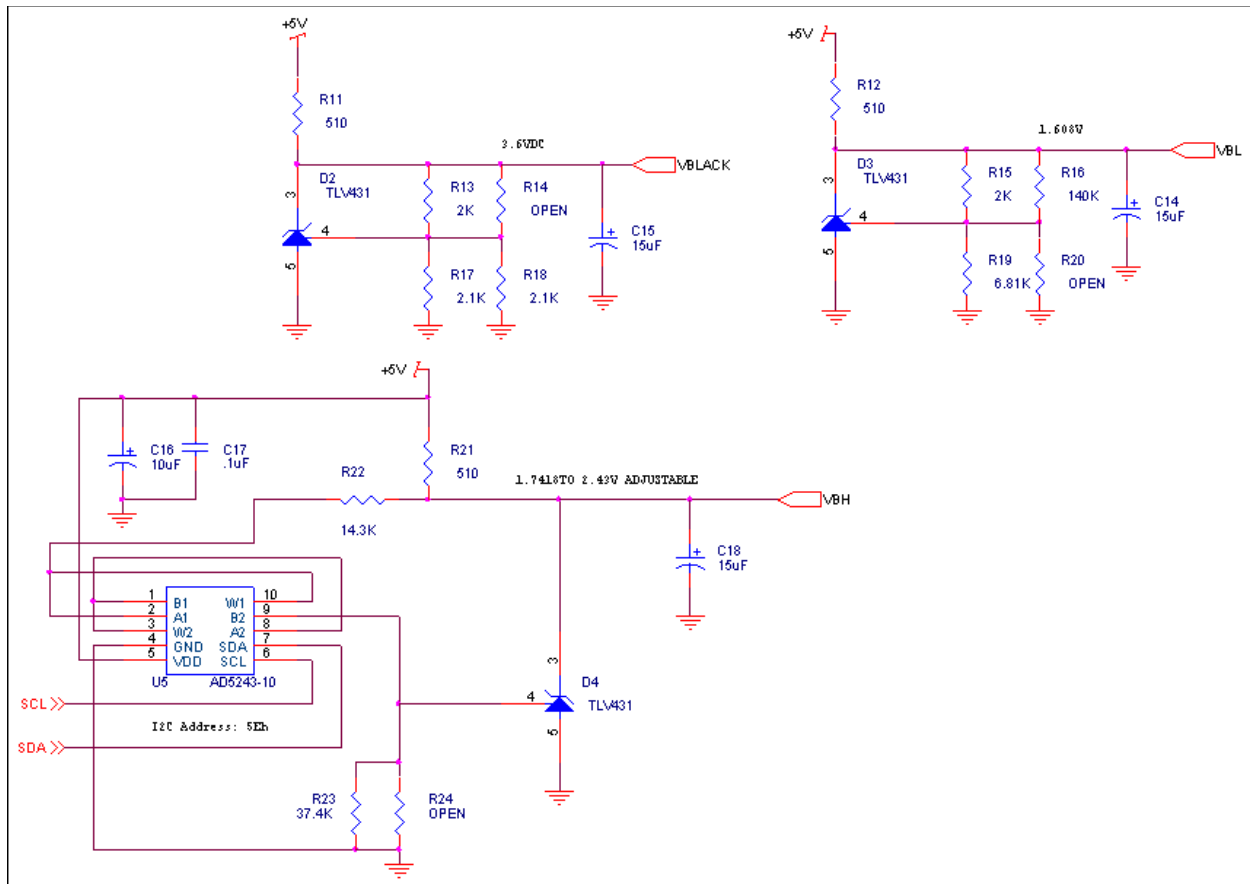 +5V
R11
510
3.6VDC
VBLACK
D2
TLV431
3
4
5
R13
2K
R14
OPEN
R17
2.1K
R18
2.1K
C15
15uF
+5V
R12
510
1.608V
VBL
D3
TLV431
3
4
5
R15
2K
R16
140K
R19
6.81K
R20
OPEN
C14
15uF
+5V
C16
10uF
C17
.1uF
R21
510
R22
14.3K
1.7418TO 2.43V ADJUSTABLE
VBH
C18
15uF
1 B1 W1 10
2 A1 B2 9
3 W2 A2 8
4 GND SDA 7
5 VDD SCL 6
U5 AD5243-10
SCL
I2C Address: 5Eh
SDA
3
4
5
D4
TLV431
R23
37.4K
R24
OPEN